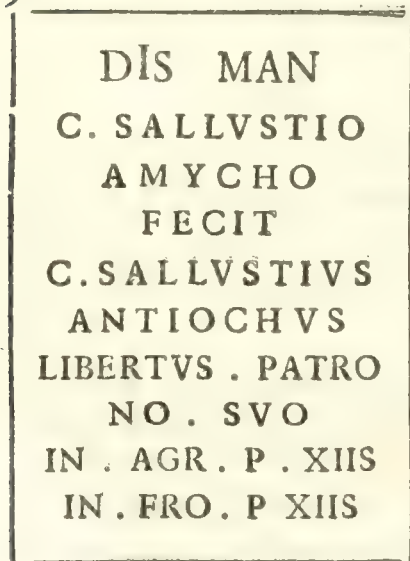 DIS MAN
C. SALLVSTIO
AMYCHO
FECIT
C. SALLVSTIVS
ANTIOCHVS
LIBERTVS . PATRO
NO . SVO
IN . AGR . P . XIIS
IN . FRO . P XIIS